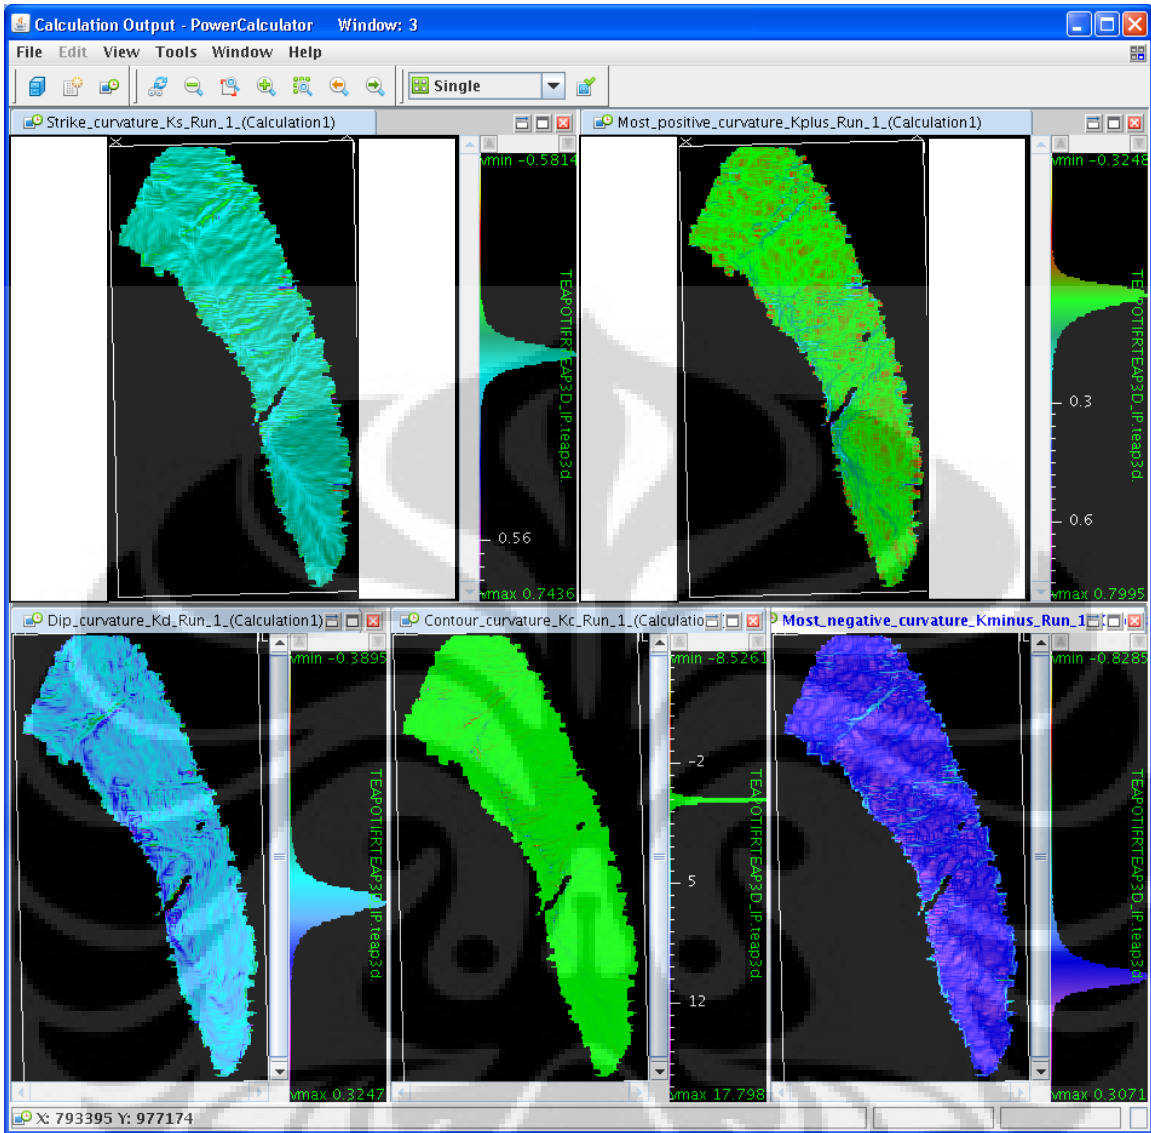 Calculation Output - PowerCalculator Window: 3
File Edit View Tools Window Help
Single
Strike_curvature_Ks_Run_1_(Calculation1)
vmin -0.5814
TEAPOTIFRTEAP3D_IP.teap3d.
0.56
vmax 0.7436
Most_positive_curvature_Kplus_Run_1_(Calculation1)
vmin -0.3248
TEAPOTIFRTEAP3D_IP.teap3d.
0.3
0.6
vmax 0.7995
Dip_curvature_Kd_Run_1_(Calculation1)
vmin -0.3895
TEAPOTIFRTEAP3D_IP.teap3d.
vmax 0.3247
Contour_curvature_Kc_Run_1_(Calculatio
vmin -8.5261
-2
TEAPOTIFRTEAP3D_IP.teap3d.
5
12
vmax 17.798
Most_negative_curvature_Kminus_Run_1
vmin -0.8285
TEAPOTIFRTEAP3D_IP.teap3d.
vmax 0.3071
X: 793395 Y: 977174